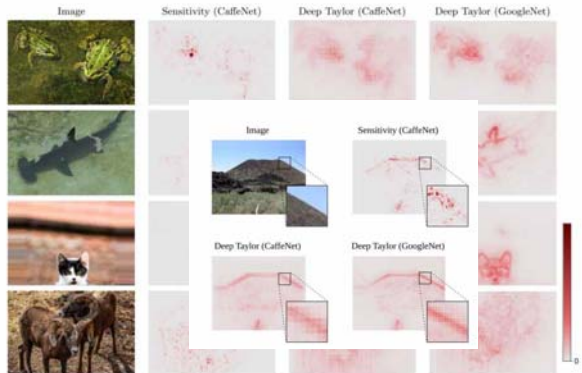 Image Sensitivity (CaffeNet) Deep Taylor (CaffeNet) Deep Taylor (GoogleNet)
Image Sensitivity (CaffeNet)
Deep Taylor (CaffeNet) Deep Taylor (GoogleNet)
0